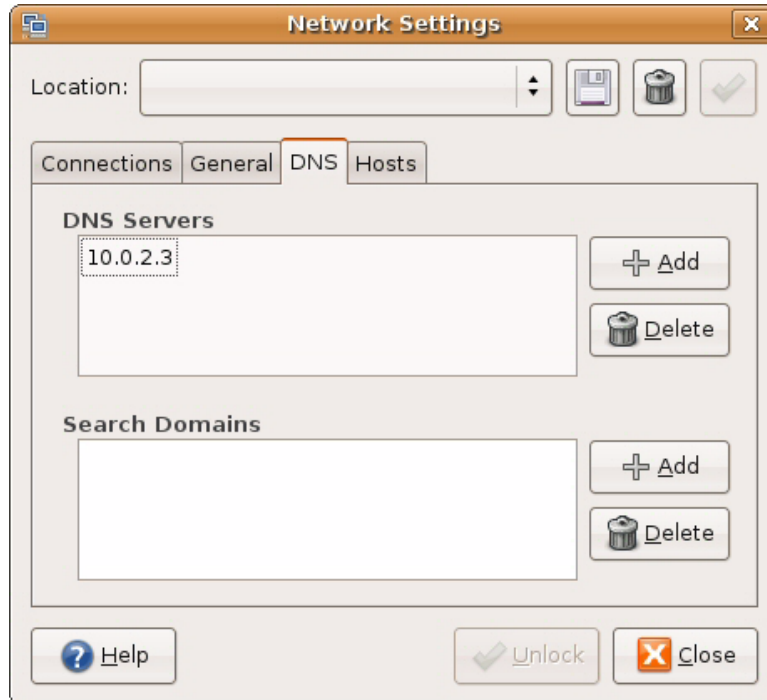 Network Settings
Location:
Connections General DNS Hosts
DNS Servers
10.0.2.3
Add
Delete
Search Domains
Add
Delete
Help Unlock Close